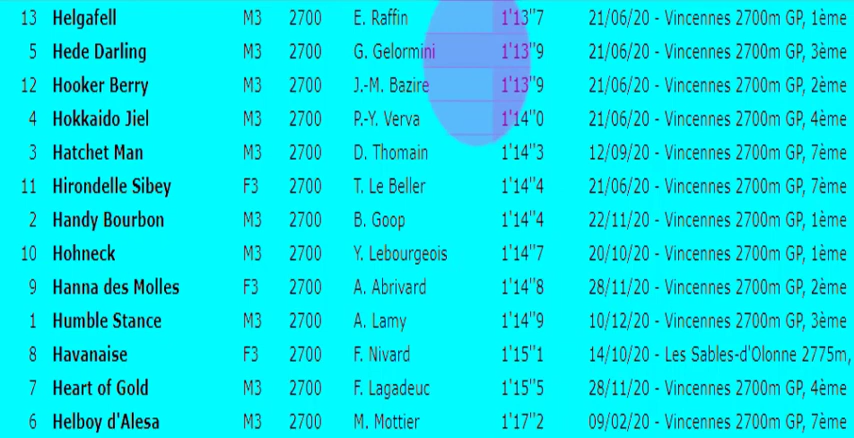 13 Helgafell M3 2700 E. Raffin 1'13"7 21/06/20 - Vincennes 2700m GP, 1ème
5 Hede Darling M3 2700 G. Gelormini 1'13"9 21/06/20 - Vincennes 2700m GP, 3ème
12 Hooker Berry M3 2700 J.-M. Bazire 1'13"9 21/06/20 - Vincennes 2700m GP, 2ème
4 Hokkaido Jiel M3 2700 P.-Y. Verva 1'14"0 21/06/20 - Vincennes 2700m GP, 4ème
3 Hatchet Man M3 2700 D. Thomain 1'14"3 12/09/20 - Vincennes 2700m GP, 7ème
11 Hirondelle Sibey F3 2700 T. Le Beller 1'14"4 21/06/20 - Vincennes 2700m GP, 7ème
2 Handy Bourbon M3 2700 B. Goop 1'14"4 22/11/20 - Vincennes 2700m GP, 1ème
10 Hohneck M3 2700 Y. Lebourgeois 1'14"7 20/10/20 - Vincennes 2700m GP, 1ème
9 Hanna des Molles F3 2700 A. Abrivard 1'14"8 28/11/20 - Vincennes 2700m GP, 2ème
1 Humble Stance M3 2700 A. Lamy 1'14"9 10/12/20 - Vincennes 2700m GP, 3ème
8 Havanaise F3 2700 F. Nivard 1'15"1 14/10/20 - Les Sables-d'Olonne 2775m,
7 Heart of Gold M3 2700 F. Lagadeuc 1'15"5 28/11/20 - Vincennes 2700m GP, 4ème
6 Helboy d'Alesa M3 2700 M. Mottier 1'17"2 09/02/20 - Vincennes 2700m GP, 7ème